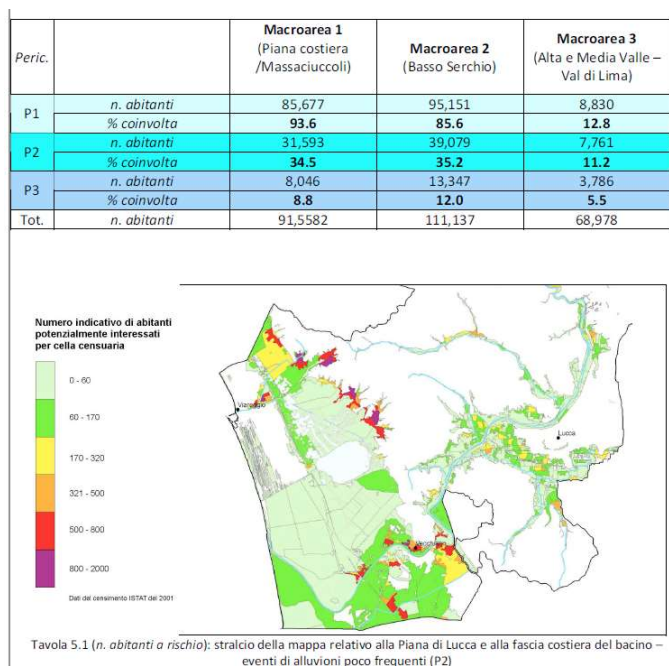 Peric.
Macroarea 1
(Piana costiera
/Massaciuccoli)
Macroarea 2
(Basso Serchio)
Macroarea 3
(Alta e Media Valle –
Val di Lima)
P1 n. abitanti 85,677 95,151 8,830
% coinvolta 93.6 85.6 12.8
P2 n. abitanti 31,593 39,079 7,761
% coinvolta 34.5 35.2 11.2
P3 n. abitanti 8,046 13,347 3,786
% coinvolta 8.8 12.0 5.5
Tot. n. abitanti 91,5582 111,137 68,978
Numero indicativo di abitanti
potenzialmente interessati
per cella censuaria
0 - 60
60 - 170
170 - 320
321 - 500
500 - 800
800 - 2000
Dati del censimento ISTAT del 2001
Viareggio
Lucca
Tavola 5.1 (n. abitanti a rischio): stralcio della mappa relativo alla Piana di Lucca e alla fascia costiera del bacino –
eventi di alluvioni poco frequenti (P2)